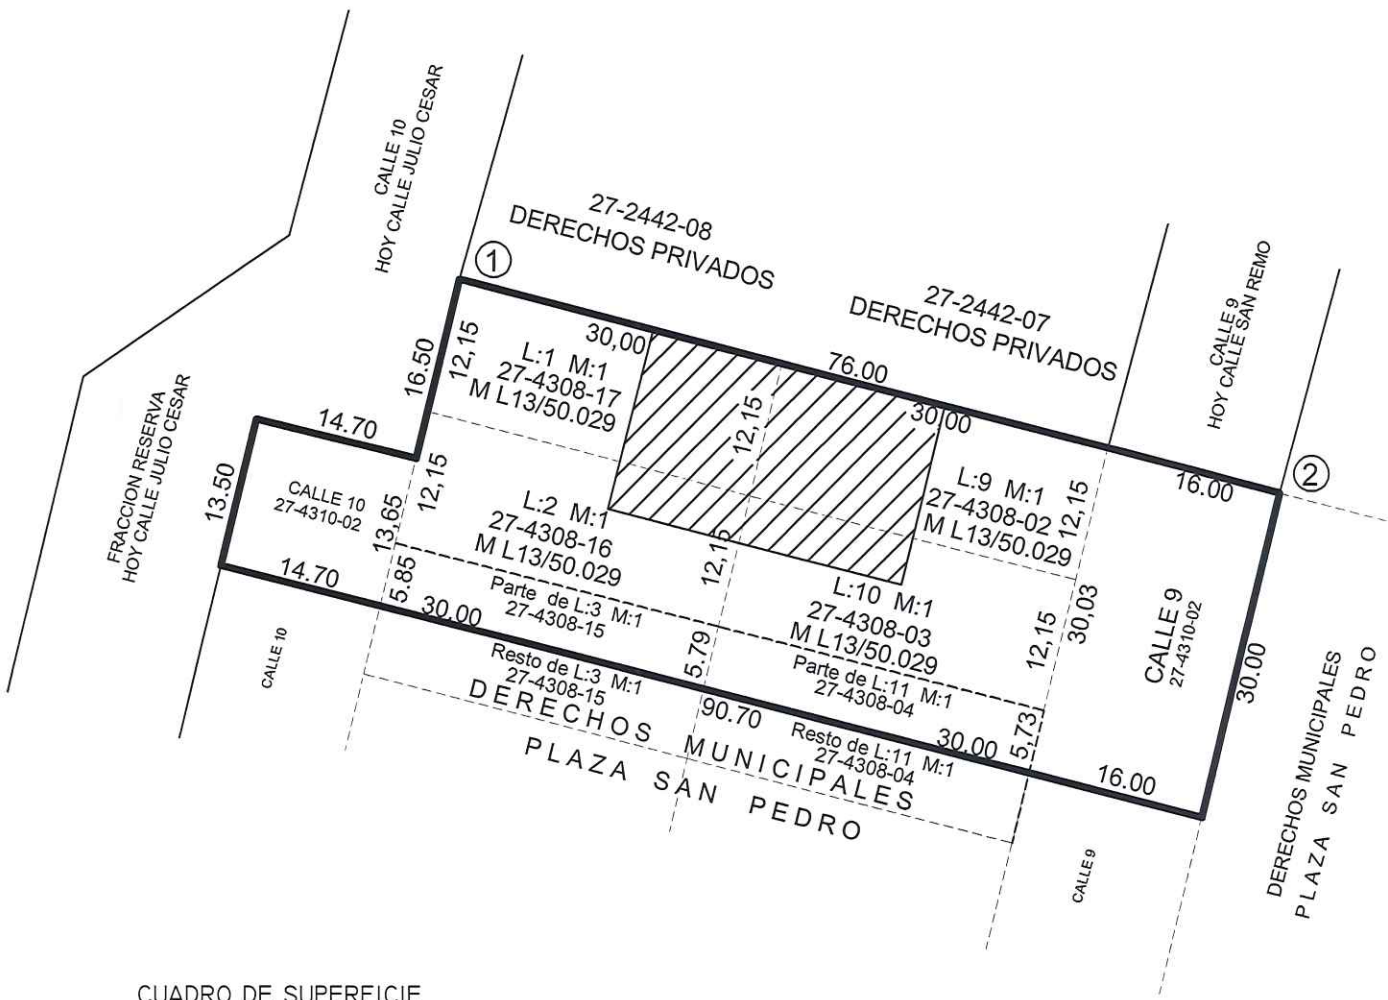 CALLE 10
HOY CALLE JULIO CESAR
27-2442-08
DERECHOS PRIVADOS
27-2442-07
DERECHOS PRIVADOS
CALLE 9
HOY CALLE SAN REMO
1
30,00
76.00
30,00
16.00
2
16.50
12,15
L:1 M:1
27-4308-17
M L13/50.029
12,15
L:9 M:1
27-4308-02
M L13/50.029
12,15
FRACCION RESERVA
HOY CALLE JULIO CESAR
14.70
13.50
CALLE 10
27-4310-02
13,65
12,15
L:2 M:1
27-4308-16
M L13/50.029
12,15
L:10 M:1
27-4308-03
M L13/50.029
12,15
30,03
CALLE 9
27-4310-02
30.00
14.70
5.85
30.00
Parte de L:3 M:1
27-4308-15
5.79
Parte de L:11 M:1
27-4308-04
5,73
CALLE 10
Resto de L:3 M:1
27-4308-15
90.70
Resto de L:11 M:1
27-4308-04
30.00
16.00
DERECHOS MUNICIPALES
PLAZA SAN PEDRO
CALLE 9
DERECHOS MUNICIPALES
PLAZA SAN PEDRO
CUADRO DE SUPERFICIE